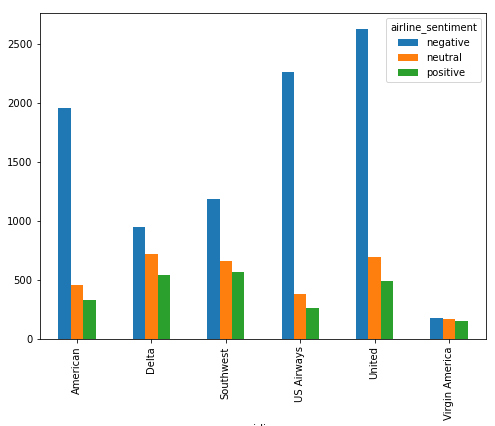 airline_sentiment
negative
neutral
positive
2500
2000
1500
1000
500
0
American
Delta
Southwest
US Airways
United
Virgin America